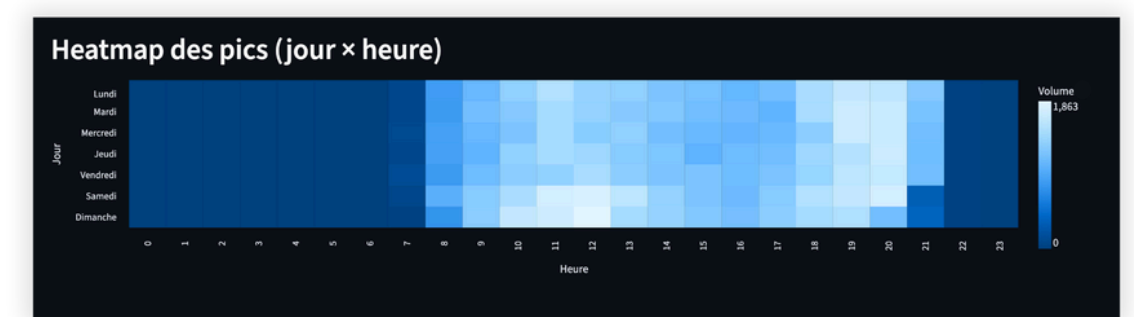 Heatmap des pics (jour × heure)
Volume
1,863
0
Jour
Lundi
Mardi
Mercredi
Jeudi
Vendredi
Samedi
Dimanche
0 1 2 3 4 5 6 7 8 9 10 11 12 13 14 15 16 17 18 19 20 21 22 23
Heure